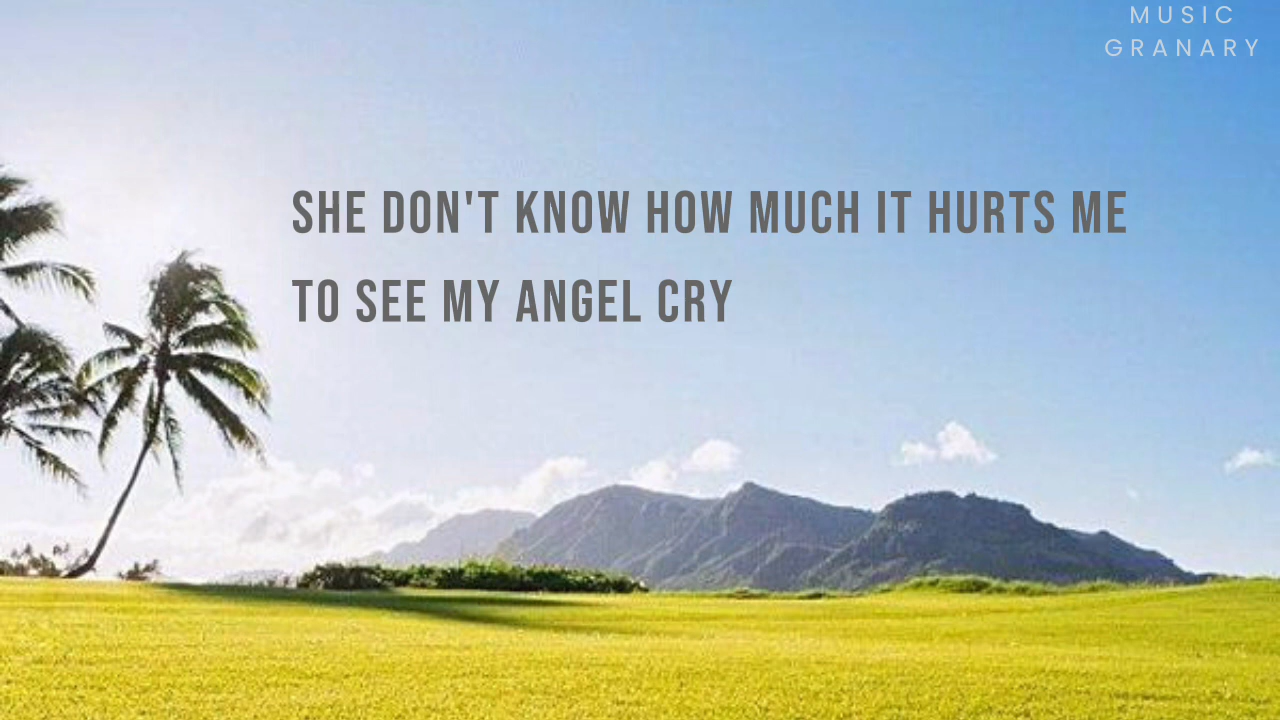 MUSIC
GRANARY
SHE DON'T KNOW HOW MUCH IT HURTS ME
TO SEE MY ANGEL CRY